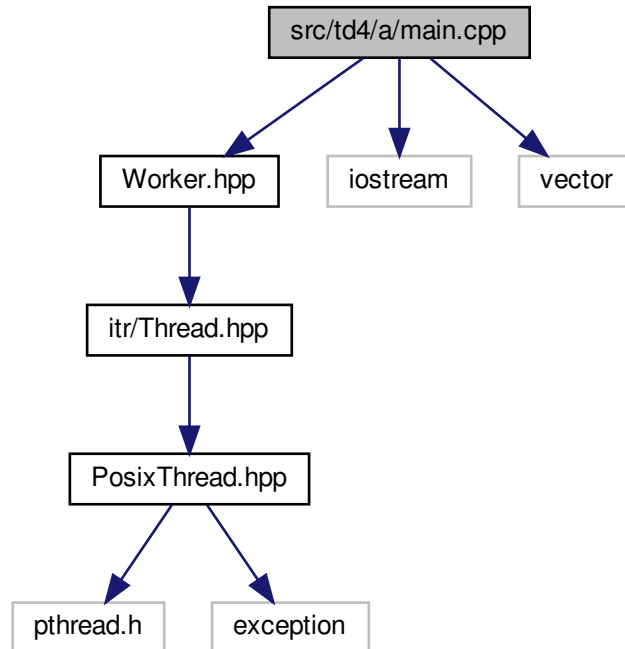 src/td4/a/main.cpp
Worker.hpp
iostream
vector
itr/Thread.hpp
PosixThread.hpp
pthread.h
exception